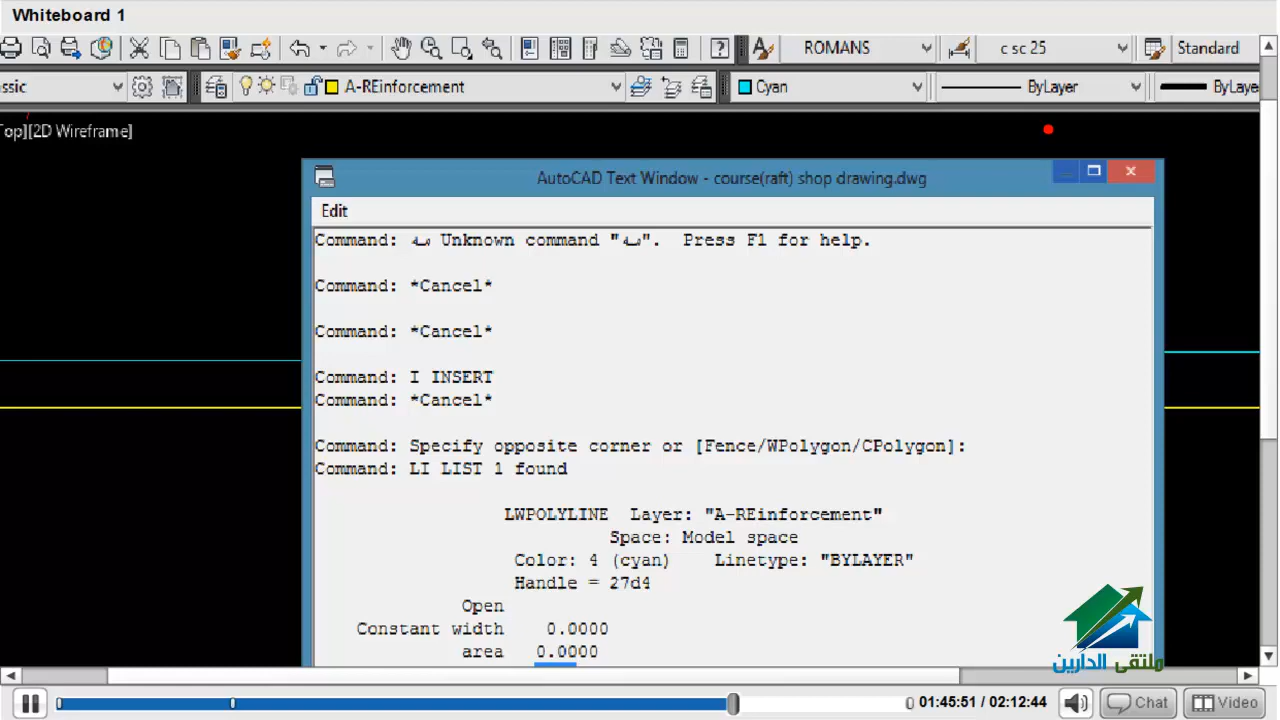 Whiteboard 1
ROMANS
c sc 25
Standard
ssic
A-REinforcement
Cyan
ByLayer
ByLaye
Top][2D Wireframe]
AutoCAD Text Window - course(raft) shop drawing.dwg
Edit
Command: ﺔﺳ Unknown command "ﺔﺳ". Press F1 for help.
Command: *Cancel*
Command: *Cancel*
Command: I INSERT
Command: *Cancel*
Command: Specify opposite corner or [Fence/WPolygon/CPolygon]:
Command: LI LIST 1 found
LWPOLYLINE Layer: "A-REinforcement"
Space: Model space
Color: 4 (cyan) Linetype: "BYLAYER"
Handle = 27d4
Open
Constant width 0.0000
area 0.0000
ملتقى الدارين
01:45:51 / 02:12:44
Chat
Video